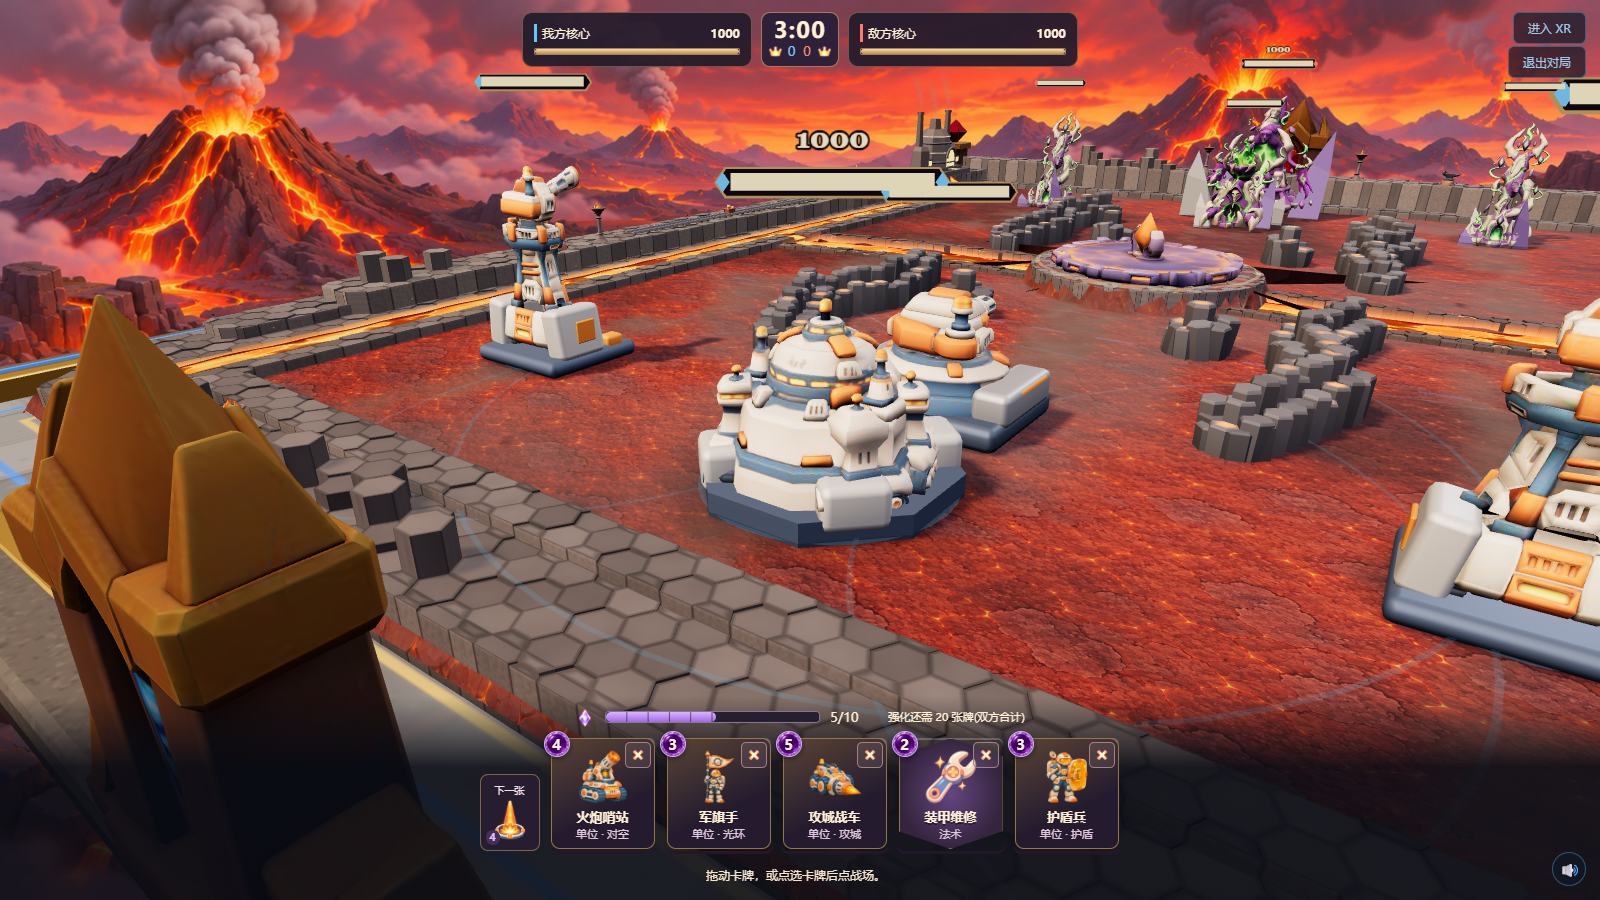 我方核心 1000
3:00
0 0
敌方核心 1000
进入 XR
退出对局
1000
1000
5/10
强化还需 20 张牌(双方合计)
下一张
4
4
火炮哨站
单位 · 对空
3
军旗手
单位 · 光环
5
攻城战车
单位 · 攻城
2
装甲维修
法术
3
护盾兵
单位 · 护盾
拖动卡牌，或点选卡牌后点战场。